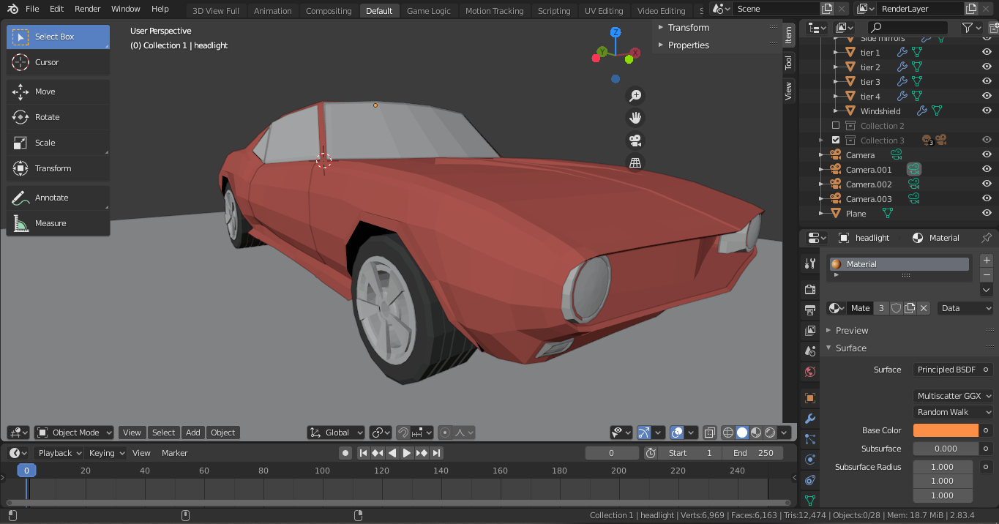 File Edit Render Window Help 3D View Full Animation Compositing Default Game Logic Motion Tracking Scripting UV Editing Video Editing S Scene RenderLayer
Select Box
Cursor
Move
Rotate
Scale
Transform
Annotate
Measure
User Perspective
(0) Collection 1 | headlight
Z
Y
X
Transform
Properties
Item
Tool
View
Side mirrors
tier 1
tier 2
tier 3
tier 4
Windshield
Collection 2
Collection 3 3
Camera
Camera.001
Camera.002
Camera.003
Plane
headlight Material
Material
Mate 3 Data
Preview
Surface
Surface Principled BSDF
Multiscatter GGX
Random Walk
Base Color
Subsurface 0.000
Subsurface Radius 1.000
1.000
1.000
Object Mode View Select Add Object Global
Playback Keying View Marker 0 Start 1 End 250
0 20 40 60 80 100 120 140 160 180 200 220 240
Collection 1 | headlight | Verts:6,969 | Faces:6,163 | Tris:12,474 | Objects:0/28 | Mem: 18.7 MiB | 2.83.4